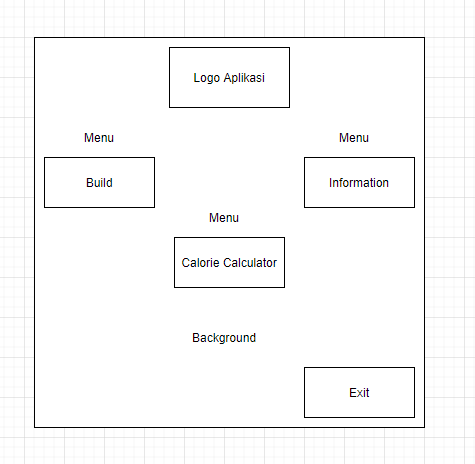 Logo Aplikasi
Menu
Menu
Build
Information
Menu
Calorie Calculator
Background
Exit